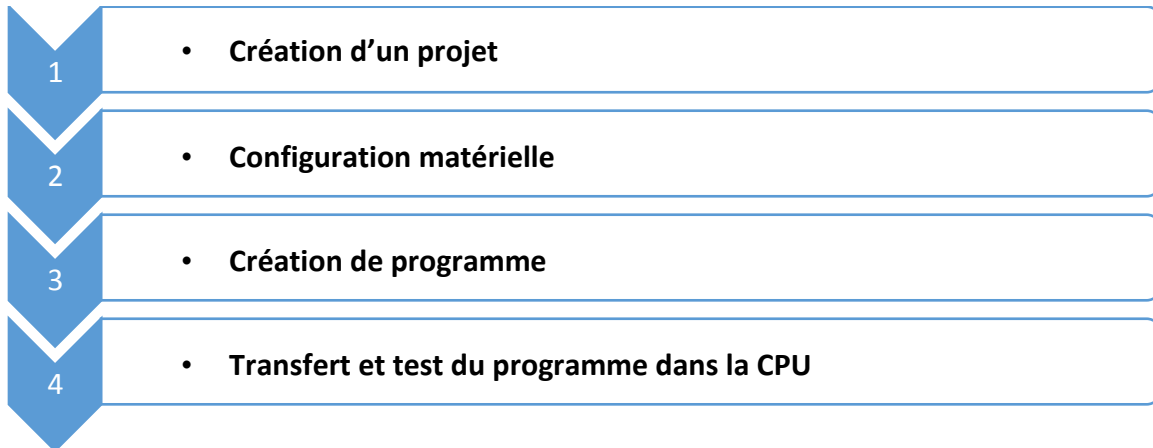 1
• Création d’un projet
2
• Configuration matérielle
3
• Création de programme
4
• Transfert et test du programme dans la CPU